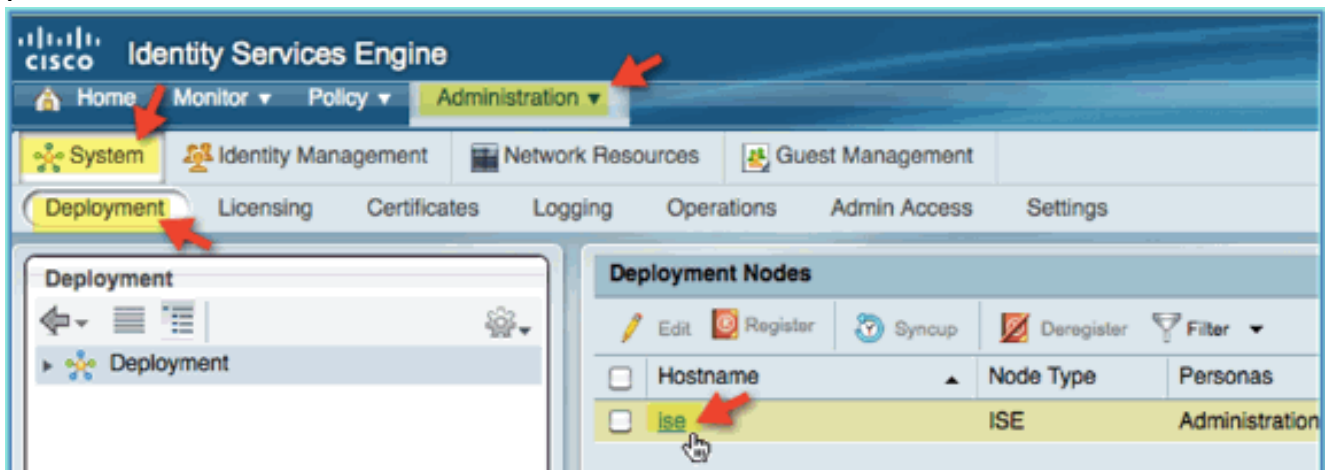 cisco Identity Services Engine
Home Monitor Policy Administration
System Identity Management Network Resources Guest Management
Deployment Licensing Certificates Logging Operations Admin Access Settings
Deployment
Deployment
Deployment Nodes
Edit Register Syncup Deregister Filter
Hostname Node Type Personas
ise ISE Administration